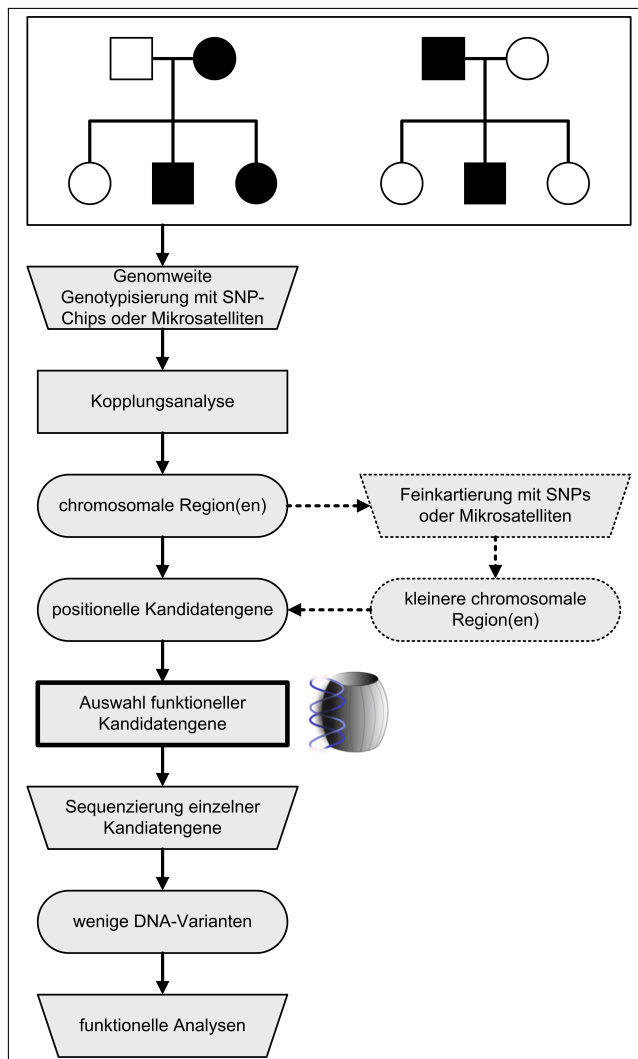 Genomweite
Genotypisierung mit SNP-
Chips oder Mikrosatelliten
Kopplungsanalyse
chromosomale Region(en)
Feinkartierung mit SNPs
oder Mikrosatelliten
positionelle Kandidatengene
kleinere chromosomale
Region(en)
Auswahl funktioneller
Kandidatengene
Sequenzierung einzelner
Kandiatengene
wenige DNA-Varianten
funktionelle Analysen